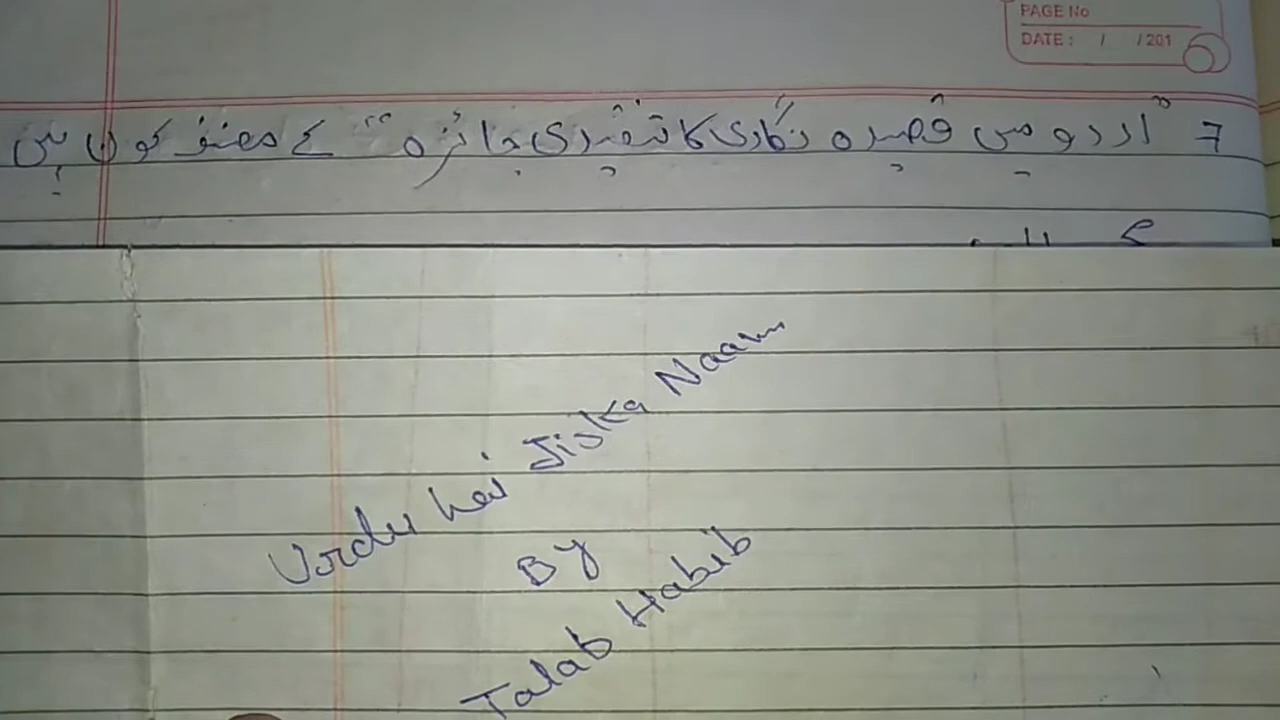 PAGE No
DATE : / /201
7 "اردو میں قصیدہ نگاری کا تنقیدی جائزہ" کے مصنف کون ہیں
Urdu hai Jiska Naam
By
Talab Habib